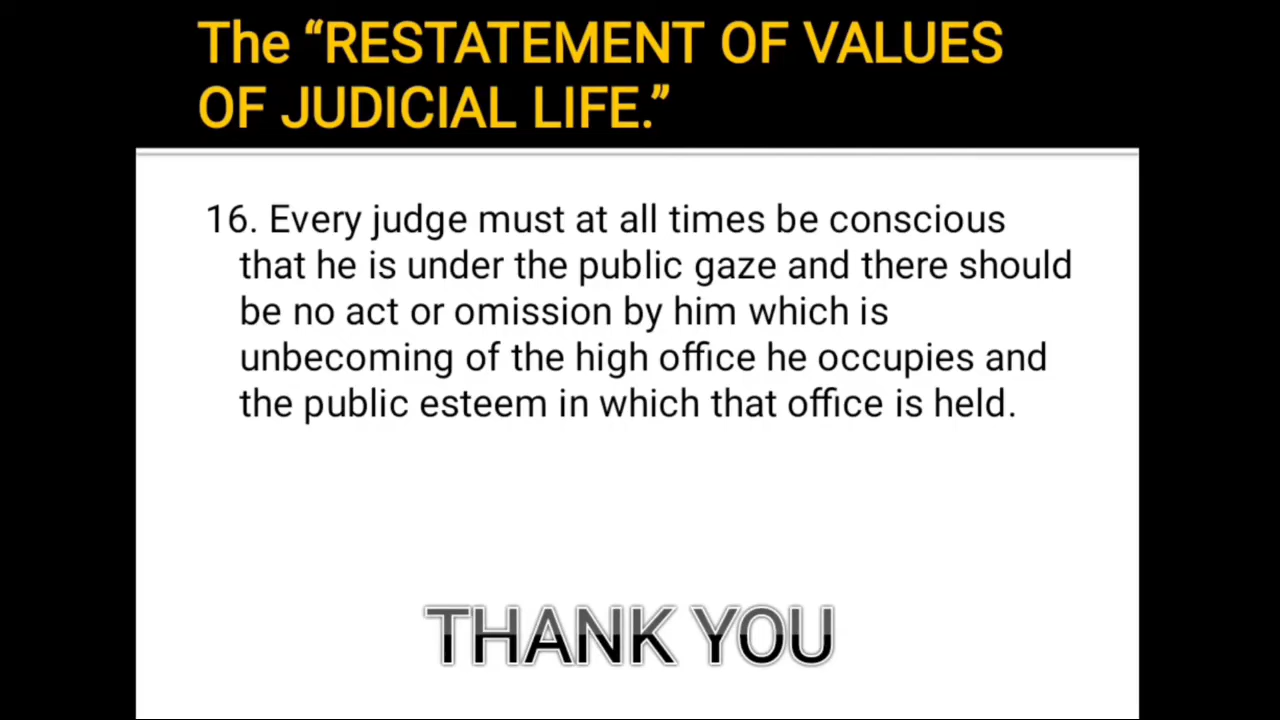 The “RESTATEMENT OF VALUES
OF JUDICIAL LIFE.”
16. Every judge must at all times be conscious
that he is under the public gaze and there should
be no act or omission by him which is
unbecoming of the high office he occupies and
the public esteem in which that office is held.
THANK YOU